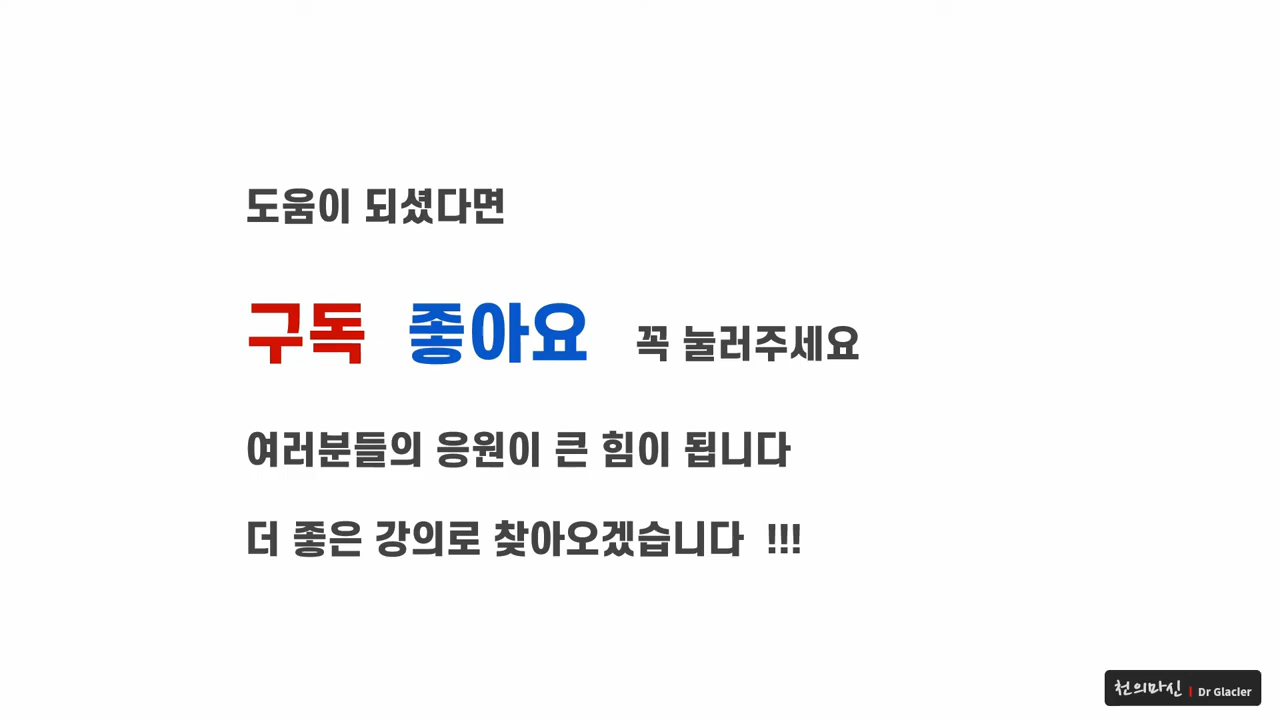 도움이 되셨다면
구독 좋아요 꼭 눌러주세요
여러분들의 응원이 큰 힘이 됩니다
더 좋은 강의로 찾아오겠습니다 !!!
천의마신 | Dr Glacier